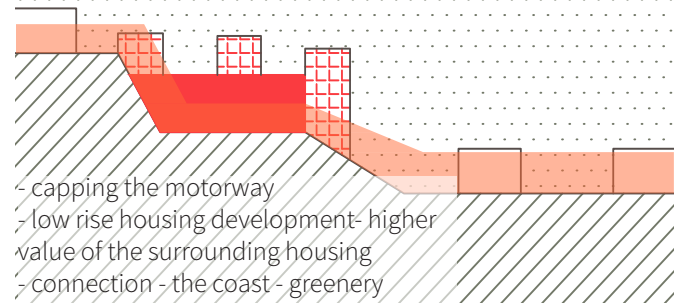 - capping the motorway
- low rise housing development- higher
value of the surrounding housing
- connection - the coast - greenery